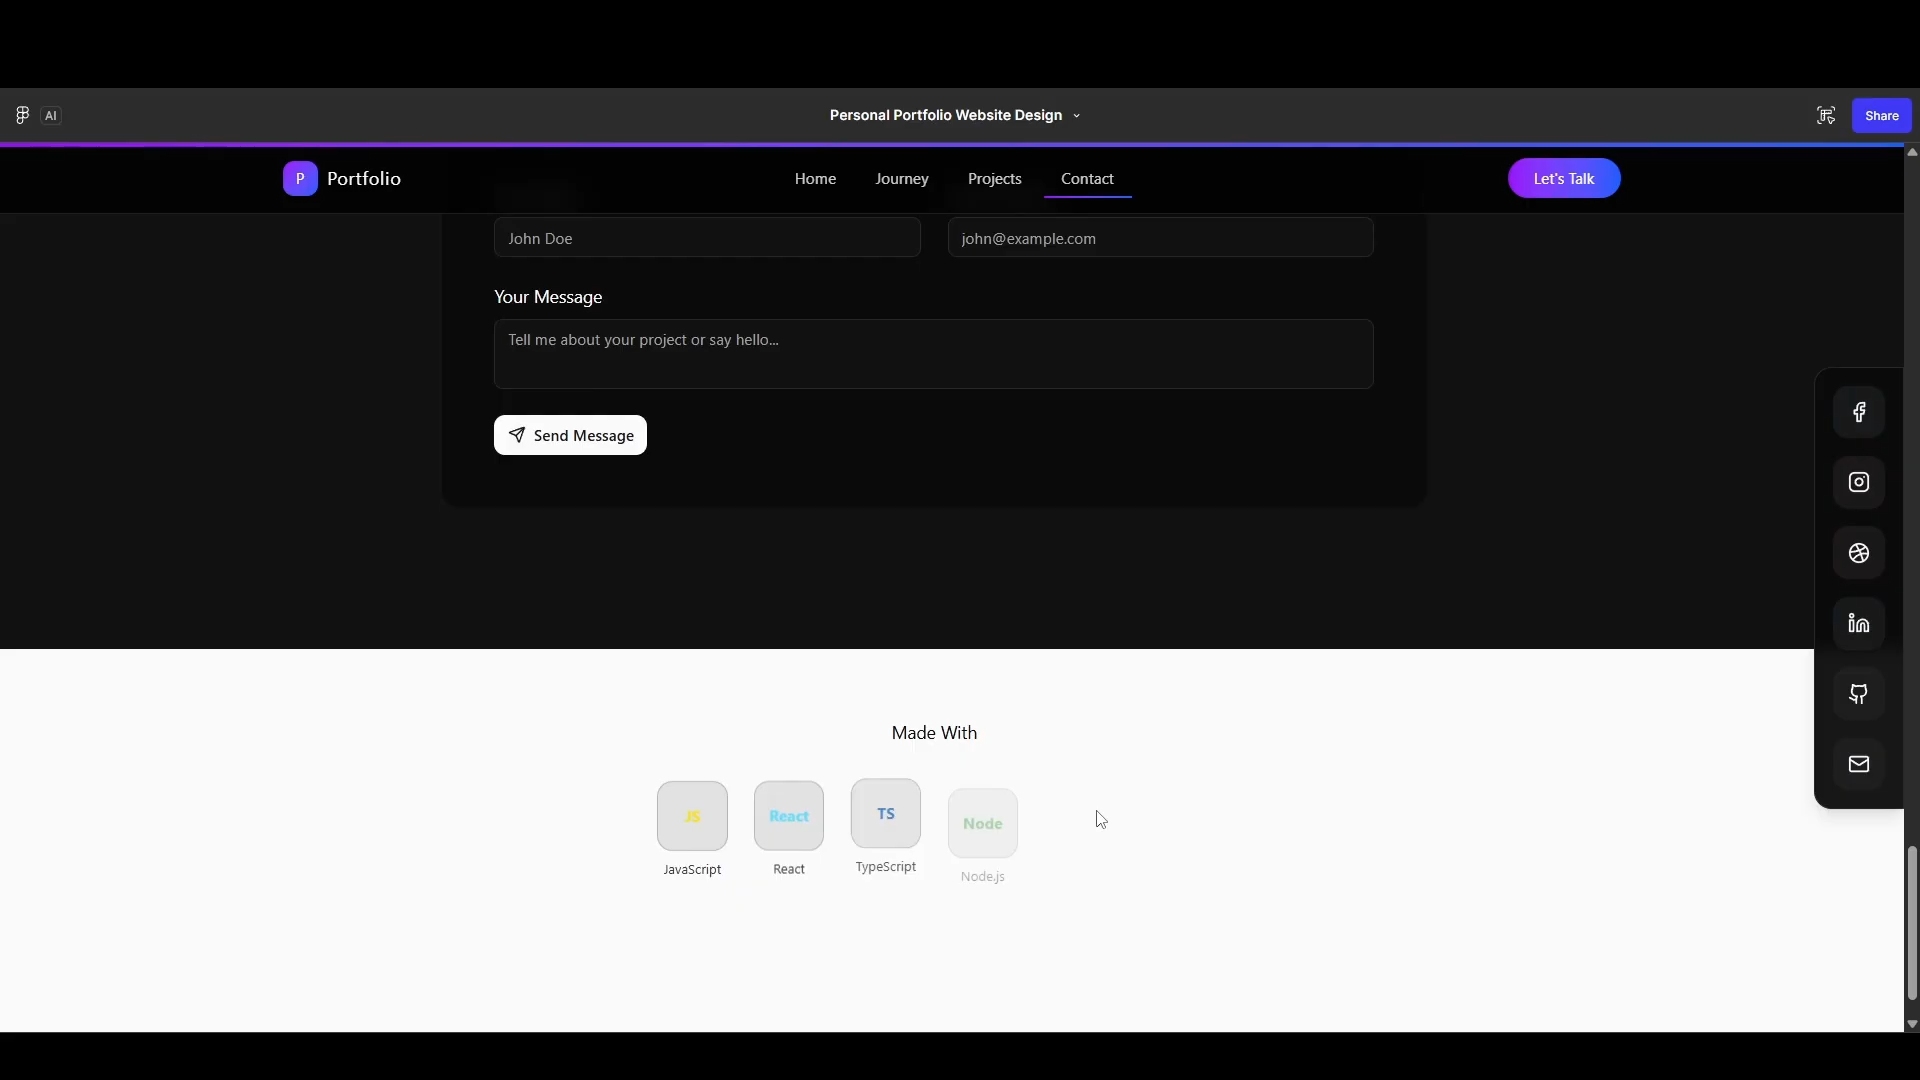 AI
Personal Portfolio Website Design
Share
P Portfolio
Home Journey Projects Contact
Let's Talk
John Doe
john@example.com
Your Message
Tell me about your project or say hello...
Send Message
Made With
JS React TS Node
JavaScript React TypeScript Node.js